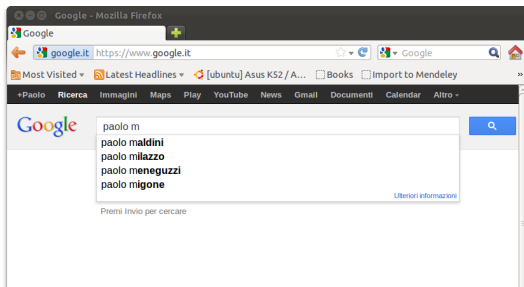 Google - Mozilla Firefox
Google
google.it https://www.google.it Google
Most Visited Latest Headlines [ubuntu] Asus K52 / A... Books Import to Mendeley »
+Paolo Ricerca Immagini Maps Play YouTube News Gmail Documenti Calendar Altro
Google paolo m
paolo maldini
paolo milazzo
paolo meneguzzi
paolo migone
Ulteriori informazioni
Premi Invio per cercare